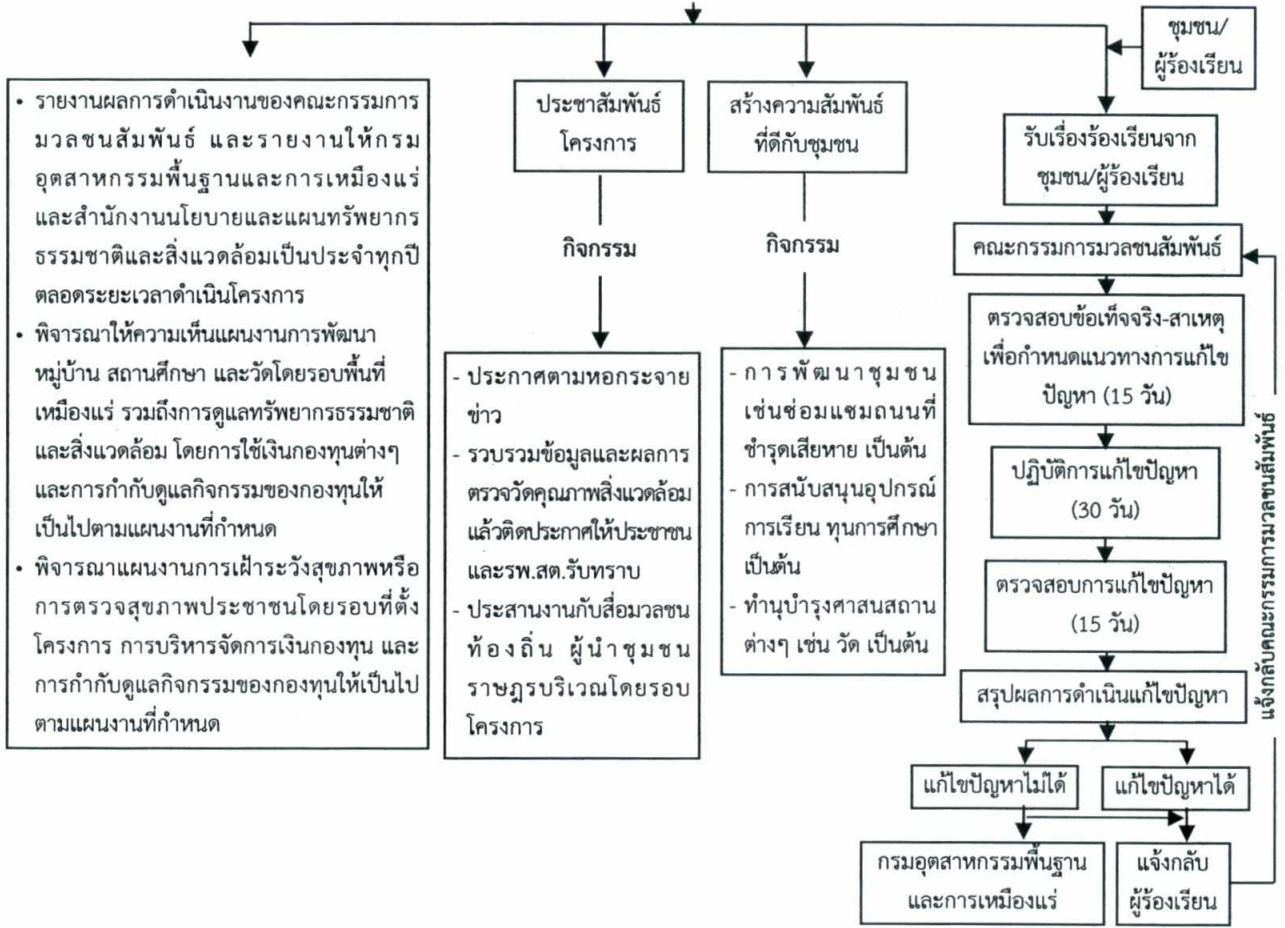 ชุมชน/
ผู้ร้องเรียน
• รายงานผลการดำเนินงานของคณะกรรมการ
มวลชนสัมพันธ์ และรายงานให้กรม
อุตสาหกรรมพื้นฐานและการเหมืองแร่
และสำนักงานนโยบายและแผนทรัพยากร
ธรรมชาติและสิ่งแวดล้อมเป็นประจำทุกปี
ตลอดระยะเวลาดำเนินโครงการ
• พิจารณาให้ความเห็นแผนงานการพัฒนา
หมู่บ้าน สถานศึกษา และวัดโดยรอบพื้นที่
เหมืองแร่ รวมถึงการดูแลทรัพยากรธรรมชาติ
และสิ่งแวดล้อม โดยการใช้เงินกองทุนต่างๆ
และการกำกับดูแลกิจกรรมของกองทุนให้
เป็นไปตามแผนงานที่กำหนด
• พิจารณาแผนงานการเฝ้าระวังสุขภาพหรือ
การตรวจสุขภาพประชาชนโดยรอบที่ตั้ง
โครงการ การบริหารจัดการเงินกองทุน และ
การกำกับดูแลกิจกรรมของกองทุนให้เป็นไป
ตามแผนงานที่กำหนด
ประชาสัมพันธ์
โครงการ
กิจกรรม
- ประกาศตามหอกระจาย
ข่าว
- รวบรวมข้อมูลและผลการ
ตรวจวัดคุณภาพสิ่งแวดล้อม
แล้วติดประกาศให้ประชาชน
และรพ.สต.รับทราบ
- ประสานงานกับสื่อมวลชน
ท้องถิ่น ผู้นำชุมชน
ราษฎรบริเวณโดยรอบ
โครงการ
สร้างความสัมพันธ์
ที่ดีกับชุมชน
กิจกรรม
- การพัฒนาชุมชน
เช่นซ่อมแซมถนนที่
ชำรุดเสียหาย เป็นต้น
- การสนับสนุนอุปกรณ์
การเรียน ทุนการศึกษา
เป็นต้น
- ทำนุบำรุงศาสนสถาน
ต่างๆ เช่น วัด เป็นต้น
รับเรื่องร้องเรียนจาก
ชุมชน/ผู้ร้องเรียน
คณะกรรมการมวลชนสัมพันธ์
ตรวจสอบข้อเท็จจริง-สาเหตุ
เพื่อกำหนดแนวทางการแก้ไข
ปัญหา (15 วัน)
ปฏิบัติการแก้ไขปัญหา
(30 วัน)
ตรวจสอบการแก้ไขปัญหา
(15 วัน)
สรุปผลการดำเนินแก้ไขปัญหา
แก้ไขปัญหาไม่ได้
แก้ไขปัญหาได้
กรมอุตสาหกรรมพื้นฐาน
และการเหมืองแร่
แจ้งกลับ
ผู้ร้องเรียน
แจ้งกลับคณะกรรมการมวลชนสัมพันธ์